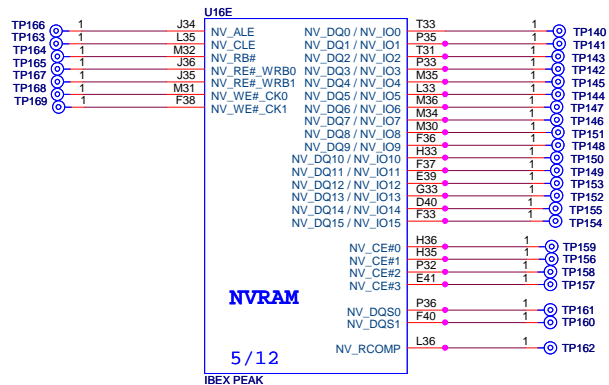 U16E
TP166 1 J34 NV_ALE NV_DQ0 / NV_IO0 T33 1 TP140
TP163 1 L35 NV_CLE NV_DQ1 / NV_IO1 P35 1 TP141
TP164 1 M32 NV_RB# NV_DQ2 / NV_IO2 T31 1 TP143
TP165 1 J36 NV_RE#_WRB0 NV_DQ3 / NV_IO3 P33 1 TP142
TP167 1 J35 NV_RE#_WRB1 NV_DQ4 / NV_IO4 M35 1 TP145
TP168 1 M31 NV_WE#_CK0 NV_DQ5 / NV_IO5 L33 1 TP144
TP169 1 F38 NV_WE#_CK1 NV_DQ6 / NV_IO6 M36 1 TP147
NV_DQ7 / NV_IO7 M34 1 TP146
NV_DQ8 / NV_IO8 M30 1 TP151
NV_DQ9 / NV_IO9 F36 1 TP148
NV_DQ10 / NV_IO10 H33 1 TP150
NV_DQ11 / NV_IO11 F37 1 TP149
NV_DQ12 / NV_IO12 E39 1 TP153
NV_DQ13 / NV_IO13 G33 1 TP152
NV_DQ14 / NV_IO14 D40 1 TP155
NV_DQ15 / NV_IO15 F33 1 TP154
NV_CE#0 H36 1 TP159
NV_CE#1 H35 1 TP156
NV_CE#2 P32 1 TP158
NV_CE#3 E41 1 TP157
NVRAM
NV_DQS0 P36 1 TP161
NV_DQS1 F40 1 TP160
NV_RCOMP L36 1 TP162
5/12
IBEX PEAK